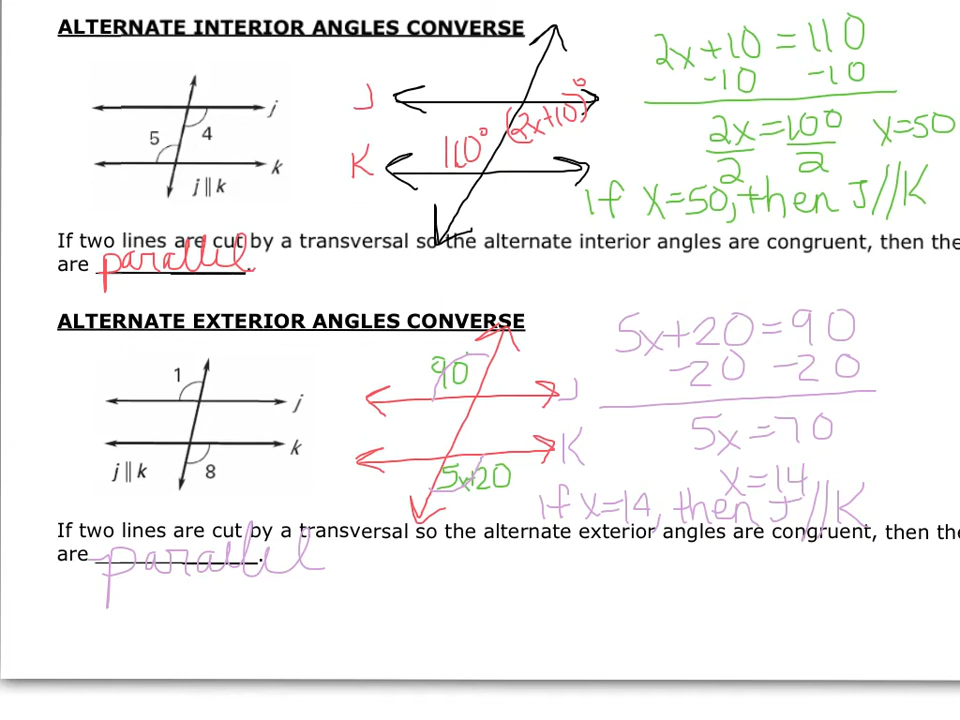 ALTERNATE INTERIOR ANGLES CONVERSE
j
5
4
k
j || k
J
(2x+10)°
K
110°
2x+10=110
-10 -10
2x=100 x=50
2 2
If x=50, then J//K
If two lines are cut by a transversal so the alternate interior angles are congruent, then the
are parallel.
ALTERNATE EXTERIOR ANGLES CONVERSE
1
j
k
j || k
8
90
J
K
5x+20
5x+20=90
-20 -20
5x=70
x=14
if x=14, then J//K
If two lines are cut by a transversal so the alternate exterior angles are congruent, then the
are parallel.